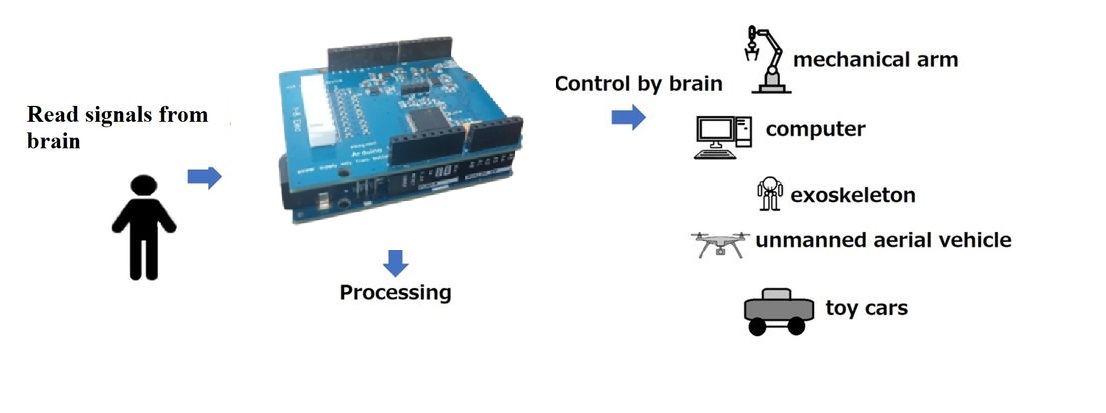 Read signals from
brain
Control by brain
Processing
mechanical arm
computer
exoskeleton
unmanned aerial vehicle
toy cars